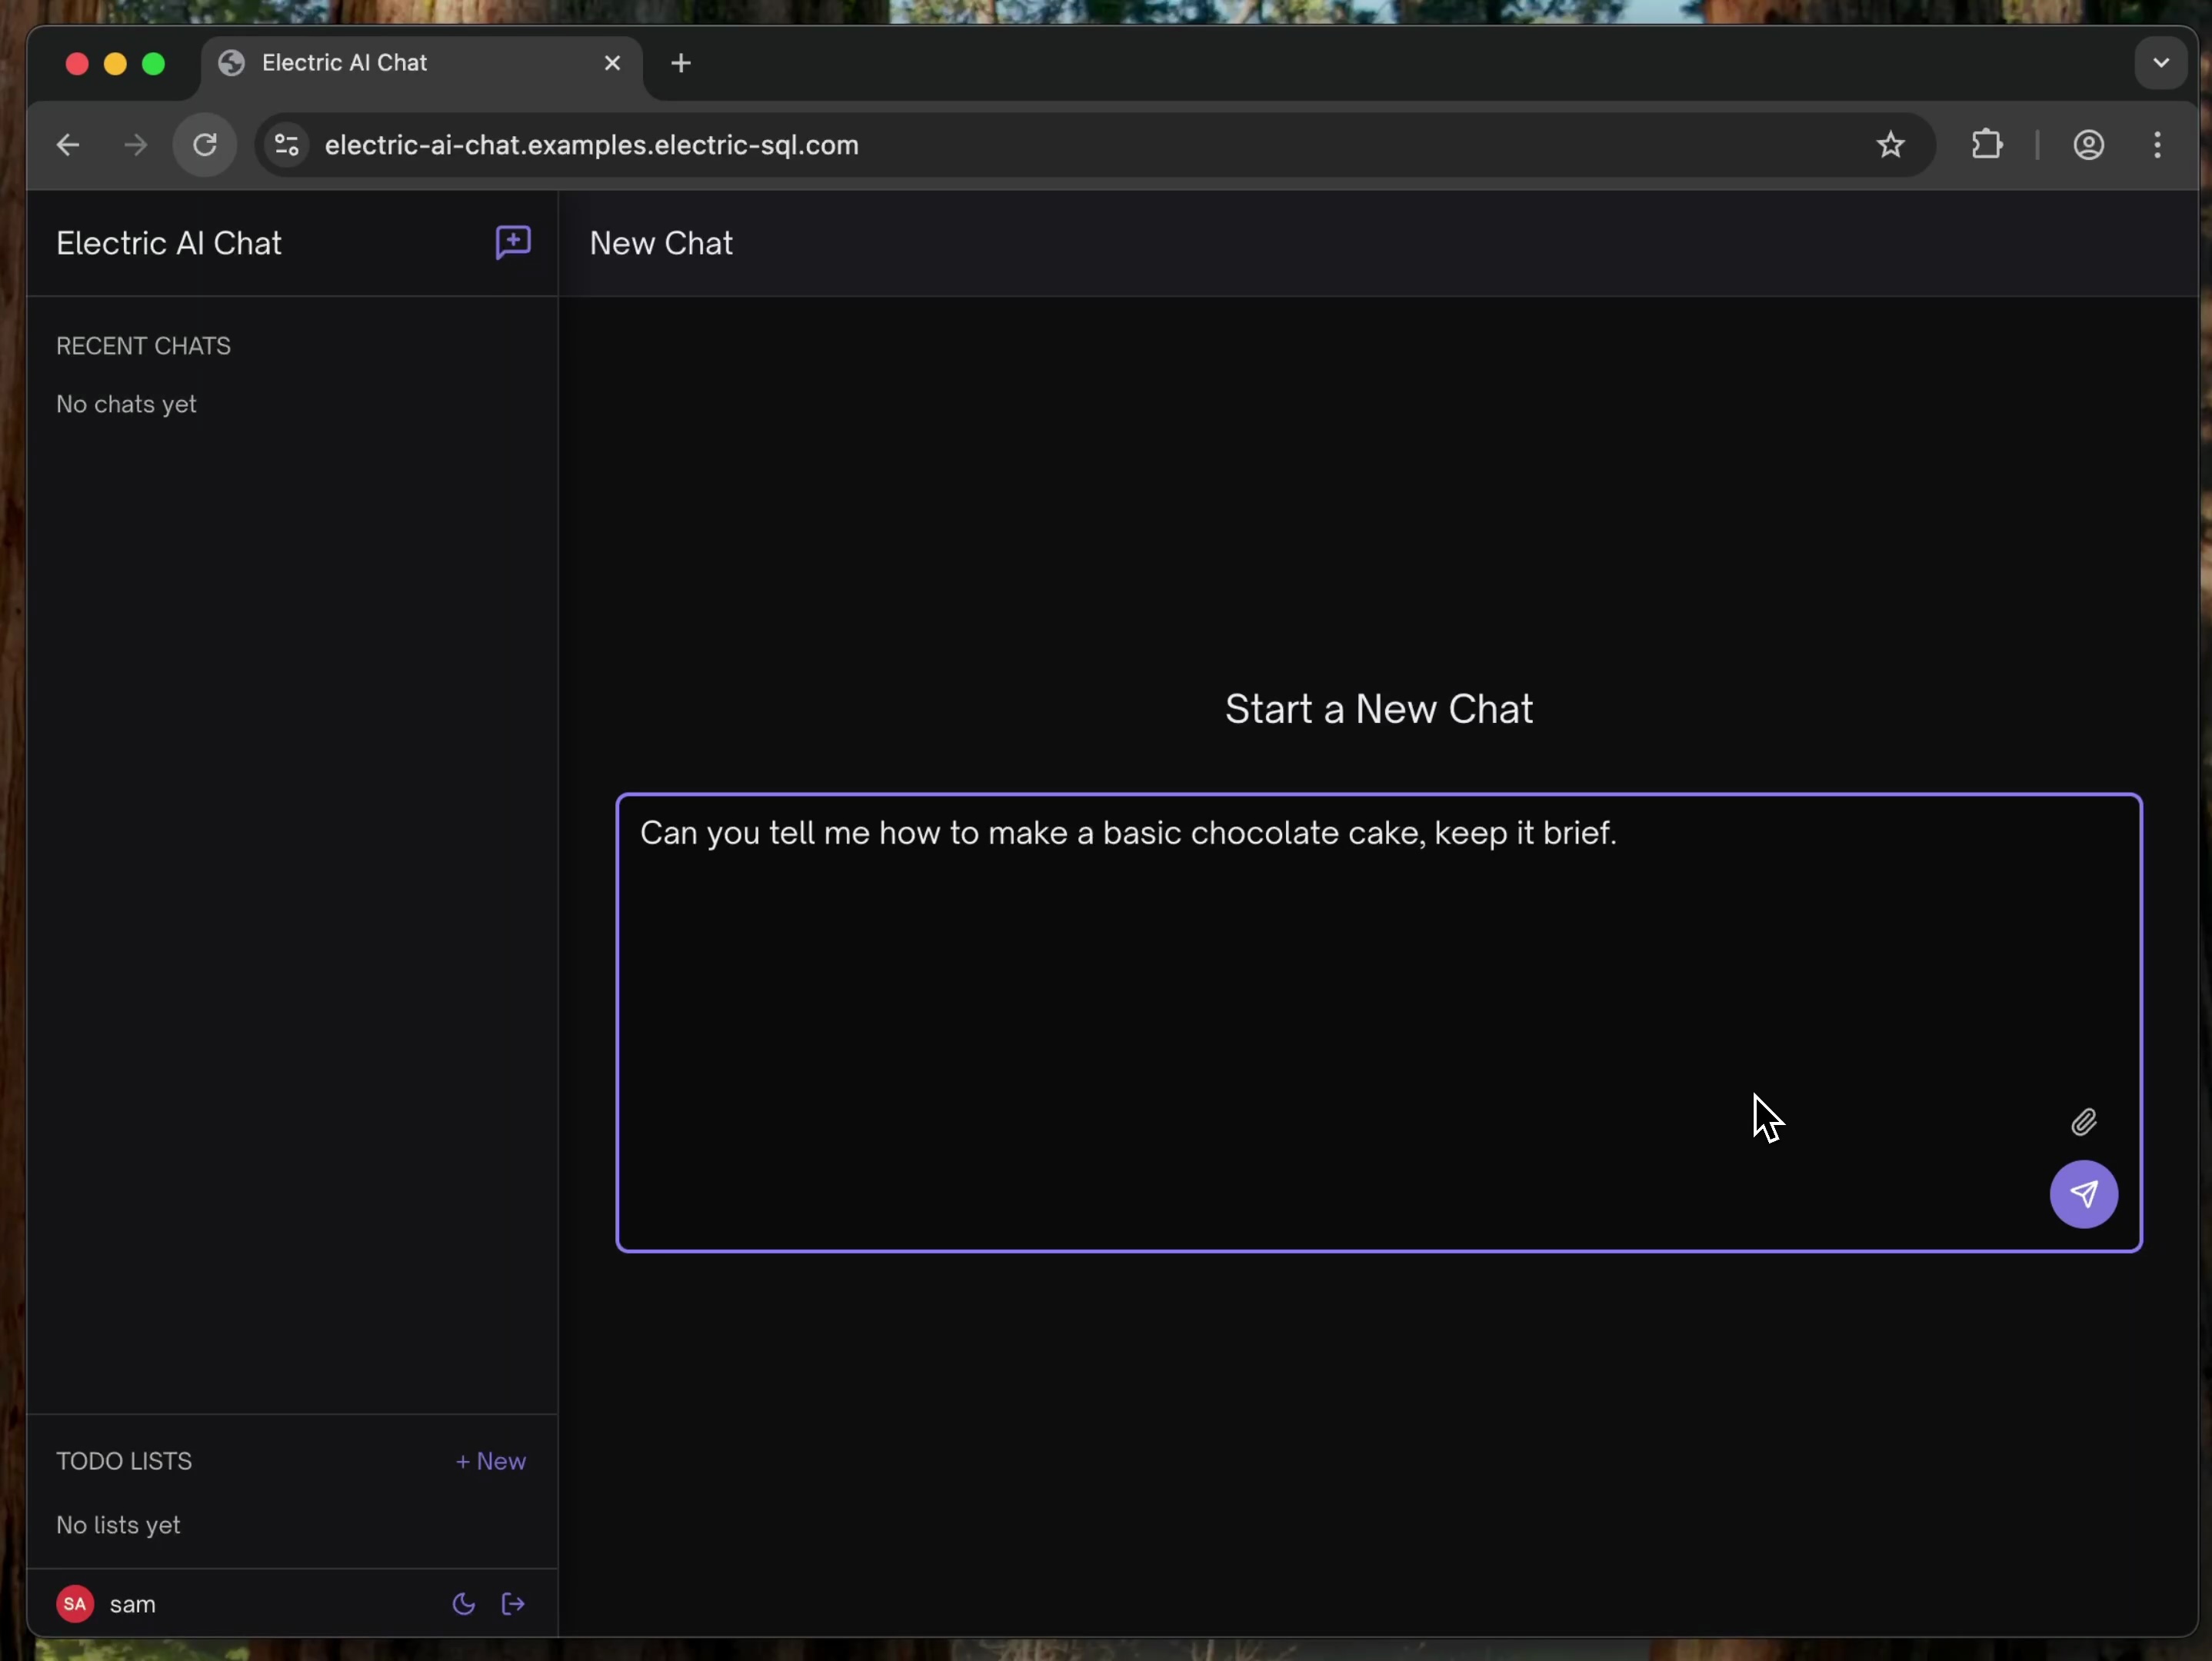 Electric AI Chat
electric-ai-chat.examples.electric-sql.com
Electric AI Chat
New Chat
RECENT CHATS
No chats yet
Start a New Chat
Can you tell me how to make a basic chocolate cake, keep it brief.
TODO LISTS
+ New
No lists yet
SA
sam